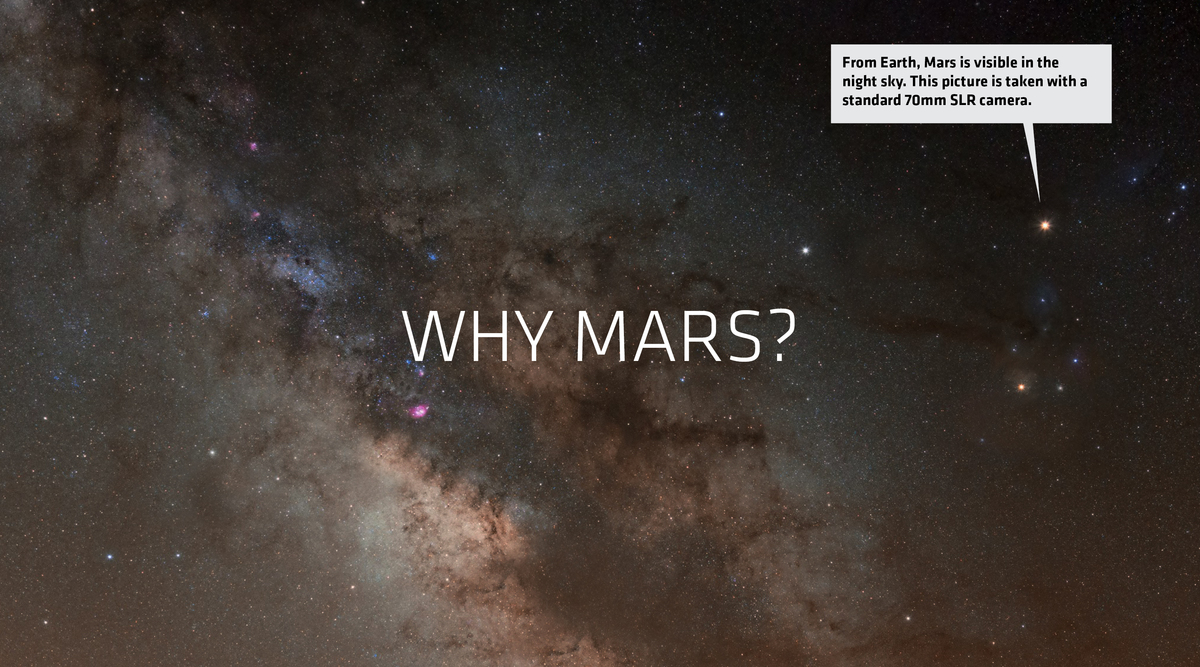 From Earth, Mars is visible in the
night sky. This picture is taken with a
standard 70mm SLR camera.
WHY MARS?